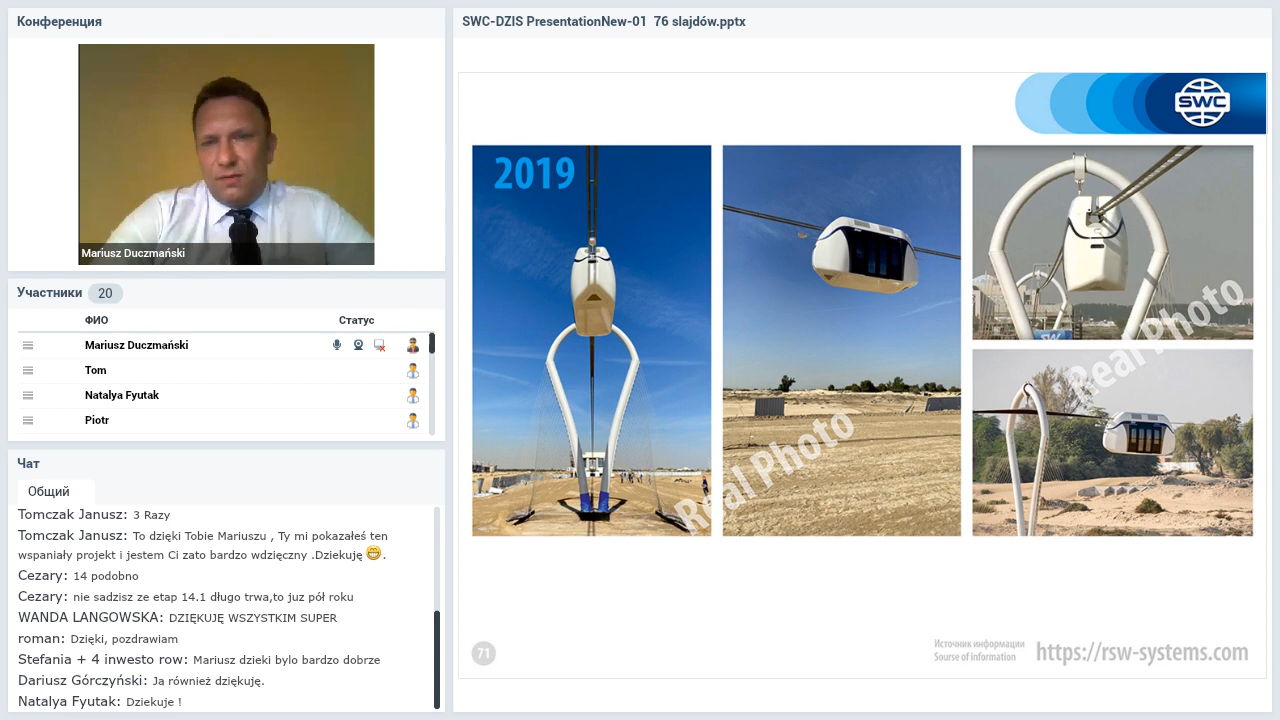 Конференция
Mariusz Duczmański
Участники 20
ФИО Статус
Mariusz Duczmański
Tom
Natalya Fyutak
Piotr
Чат
Общий
Tomczak Janusz: 3 Razy
Tomczak Janusz: To dzięki Tobie Mariuszu , Ty mi pokazałeś ten
wspaniały projekt i jestem Ci zato bardzo wdzięczny .Dziekuję 😁.
Cezary: 14 podobno
Cezary: nie sadzisz ze etap 14.1 długo trwa,to juz pół roku
WANDA LANGOWSKA: DZIĘKUJĘ WSZYSTKIM SUPER
roman: Dzięki, pozdrawiam
Stefania + 4 inwesto row: Mariusz dzieki bylo bardzo dobrze
Dariusz Górczyński: Ja również dziękuję.
Natalya Fyutak: Dziekuje !
SWC-DZIS PresentationNew-01 76 slajdów.pptx
SWC
2019
Real Photo
Real Photo
71
Источник информации
Sourse of information
https://rsw-systems.com